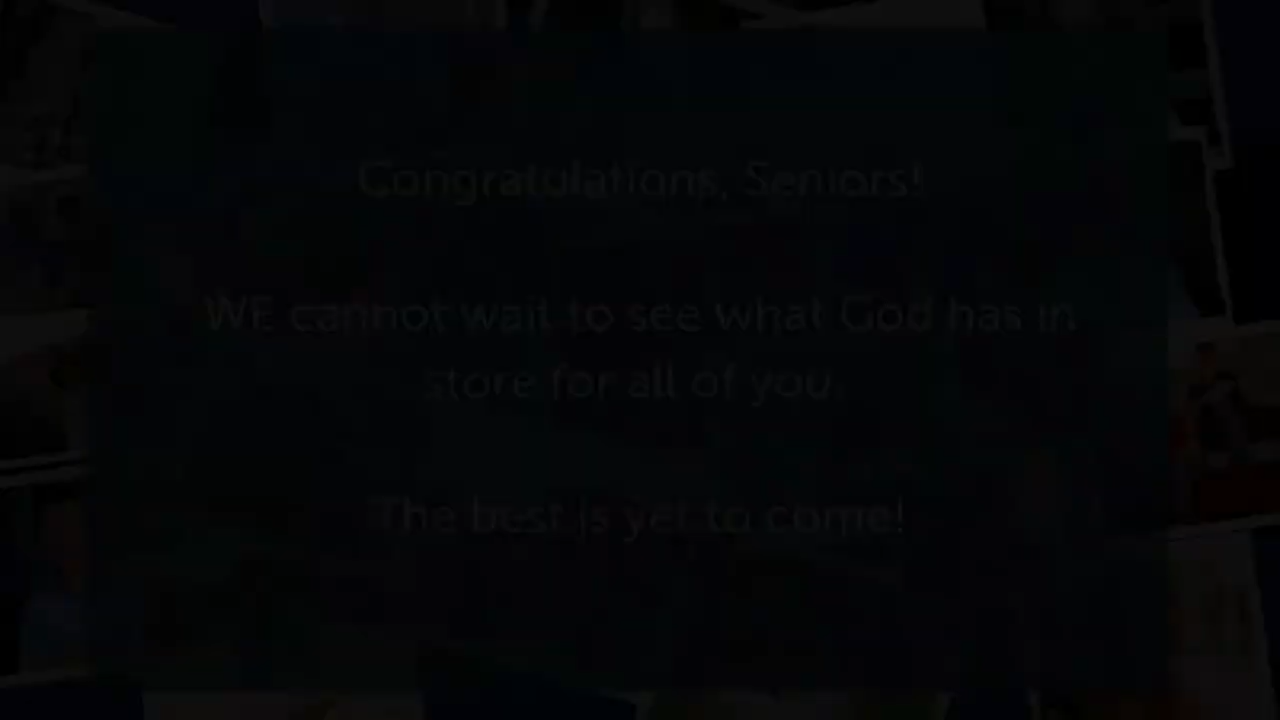 Congratulations, Seniors!
WE cannot wait to see what God has in
store for all of you.
The best is yet to come!